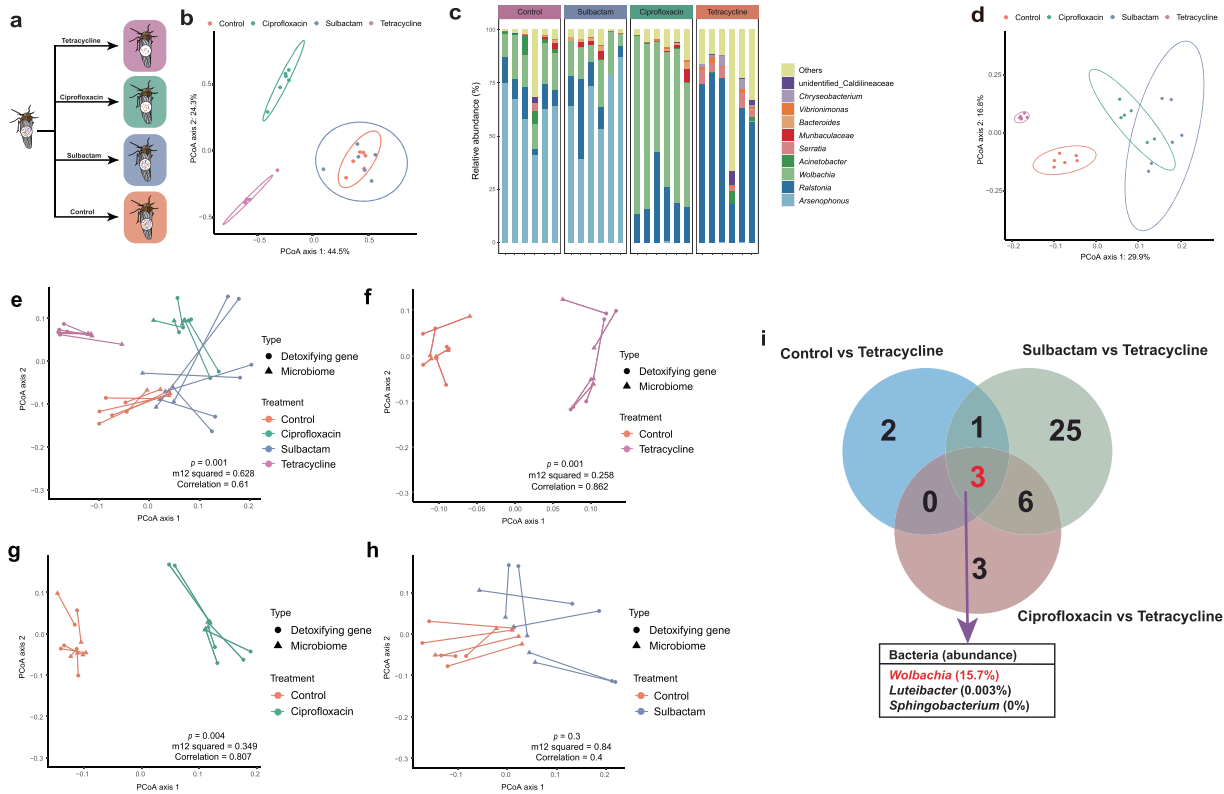 a
Tetracycline
Ciprofloxacin
Sulbactam
Control
b
Control Ciprofloxacin Sulbactam Tetracycline
PCoA axis 2: 24.3%
0.5
0.0
−0.5
−0.5 0.0 0.5
PCoA axis 1: 44.5%
c
Control Sulbactam Ciprofloxacin Tetracycline
Relative abundance (%)
100
75
50
25
0
Others
unidentified_Caldilineaceae
Chryseobacterium
Vibrionimonas
Bacteroides
Muribaculaceae
Serratia
Acinetobacter
Wolbachia
Ralstonia
Arsenophonus
d
Control Ciprofloxacin Sulbactam Tetracycline
PCoA axis 2: 16.8%
0.25
0.00
−0.25
−0.2 −0.1 0.0 0.1 0.2
PCoA axis 1: 29.9%
e
PCoA axis 2
0.1
0.0
−0.1
−0.2
−0.3
−0.1 0.0 0.1 0.2
PCoA axis 1
Type
Detoxifying gene
Microbiome
Treatment
Control
Ciprofloxacin
Sulbactam
Tetracycline
p = 0.001
m12 squared = 0.628
Correlation = 0.61
f
PCoA axis 2
0.1
0.0
−0.1
−0.2
−0.3
−0.10 −0.05 0.00 0.05 0.10
PCoA axis 1
Type
Detoxifying gene
Microbiome
Treatment
Control
Tetracycline
p = 0.001
m12 squared = 0.258
Correlation = 0.862
g
PCoA axis 2
0.1
0.0
−0.1
−0.2
−0.3
−0.1 0.0 0.1 0.2
PCoA axis 1
Type
Detoxifying gene
Microbiome
Treatment
Control
Ciprofloxacin
p = 0.004
m12 squared = 0.349
Correlation = 0.807
h
PCoA axis 2
0.1
0.0
−0.1
−0.2
−0.3
−0.1 0.0 0.1 0.2
PCoA axis 1
Type
Detoxifying gene
Microbiome
Treatment
Control
Sulbactam
p = 0.3
m12 squared = 0.84
Correlation = 0.4
i
Control vs Tetracycline
Sulbactam vs Tetracycline
2 1 25
3
0 6
3
Ciprofloxacin vs Tetracycline
Bacteria (abundance)
Wolbachia (15.7%)
Luteibacter (0.003%)
Sphingobacterium (0%)